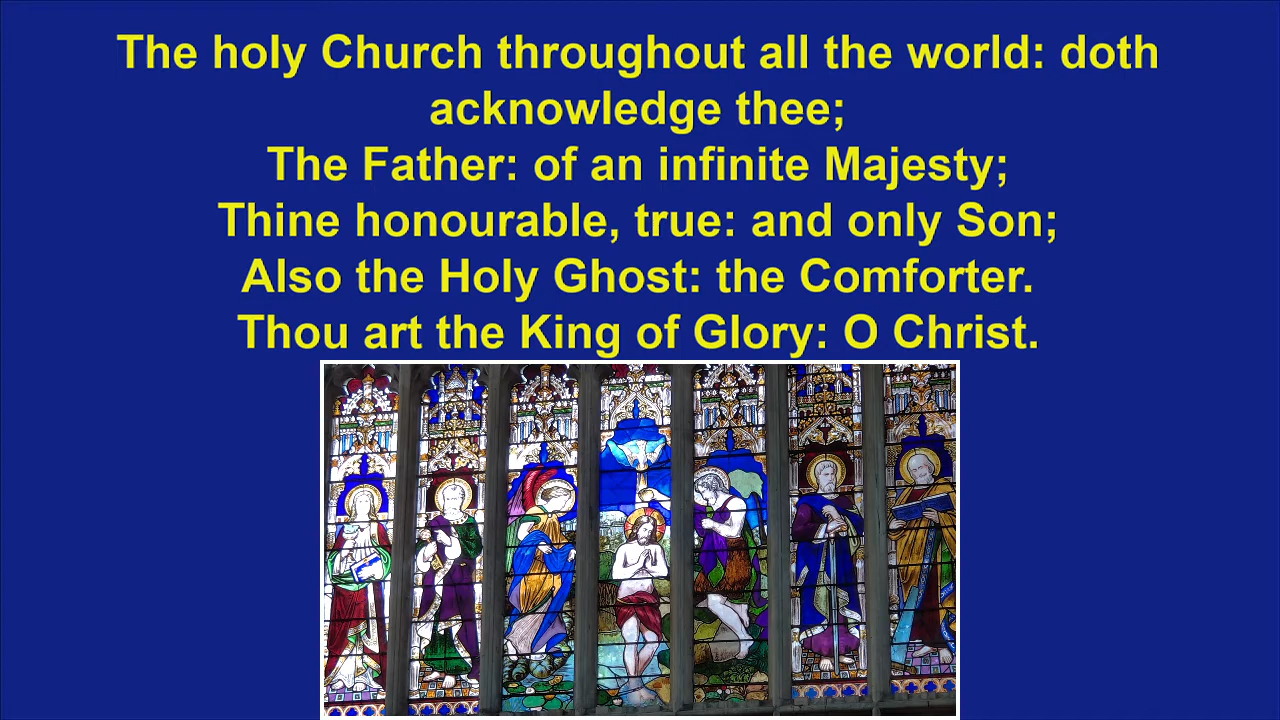 The holy Church throughout all the world: doth
acknowledge thee;
The Father: of an infinite Majesty;
Thine honourable, true: and only Son;
Also the Holy Ghost: the Comforter.
Thou art the King of Glory: O Christ.